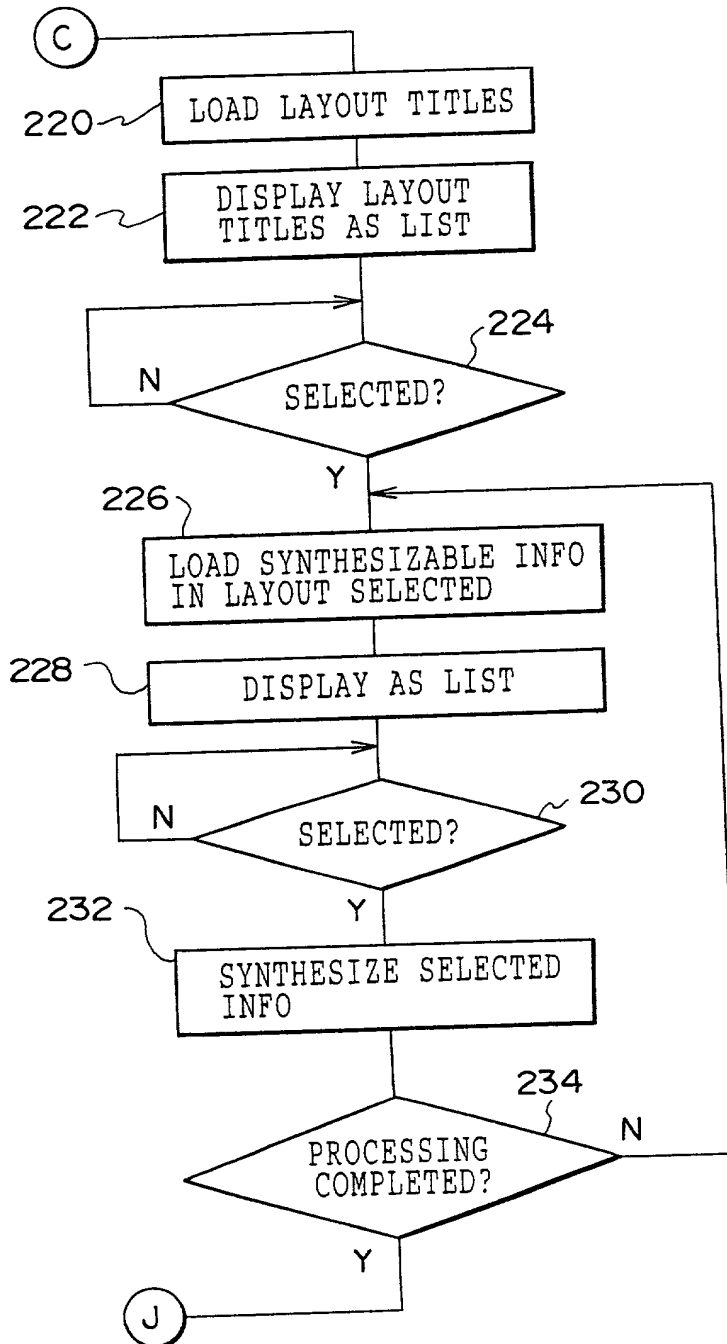 C
220
LOAD LAYOUT TITLES
222
DISPLAY LAYOUT
TITLES AS LIST
224
N
SELECTED?
Y
226
LOAD SYNTHESIZABLE INFO
IN LAYOUT SELECTED
228
DISPLAY AS LIST
230
N
SELECTED?
Y
232
SYNTHESIZE SELECTED
INFO
234
N
PROCESSING
COMPLETED?
Y
J